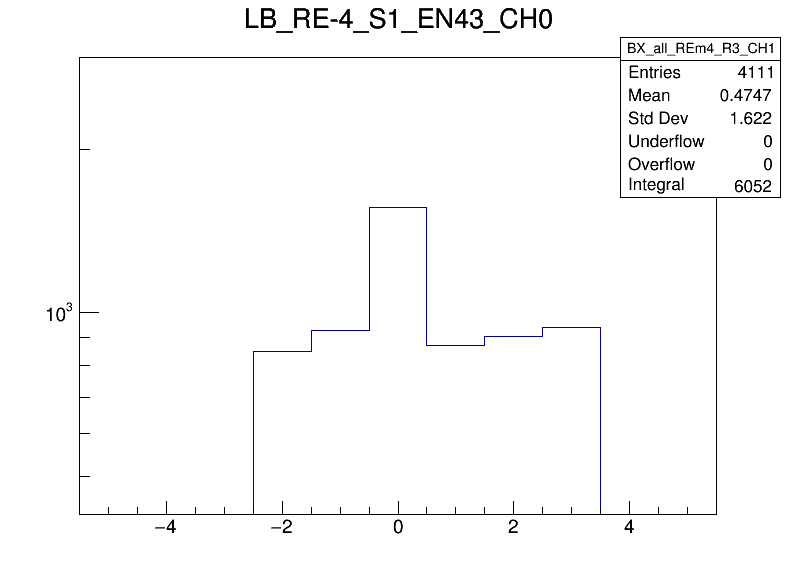 LB_RE-4_S1_EN43_CH0
BX_all_REm4_R3_CH1
Entries 4111
Mean 0.4747
Std Dev 1.622
Underflow 0
Overflow 0
Integral 6052
10³
−4 −2 0 2 4